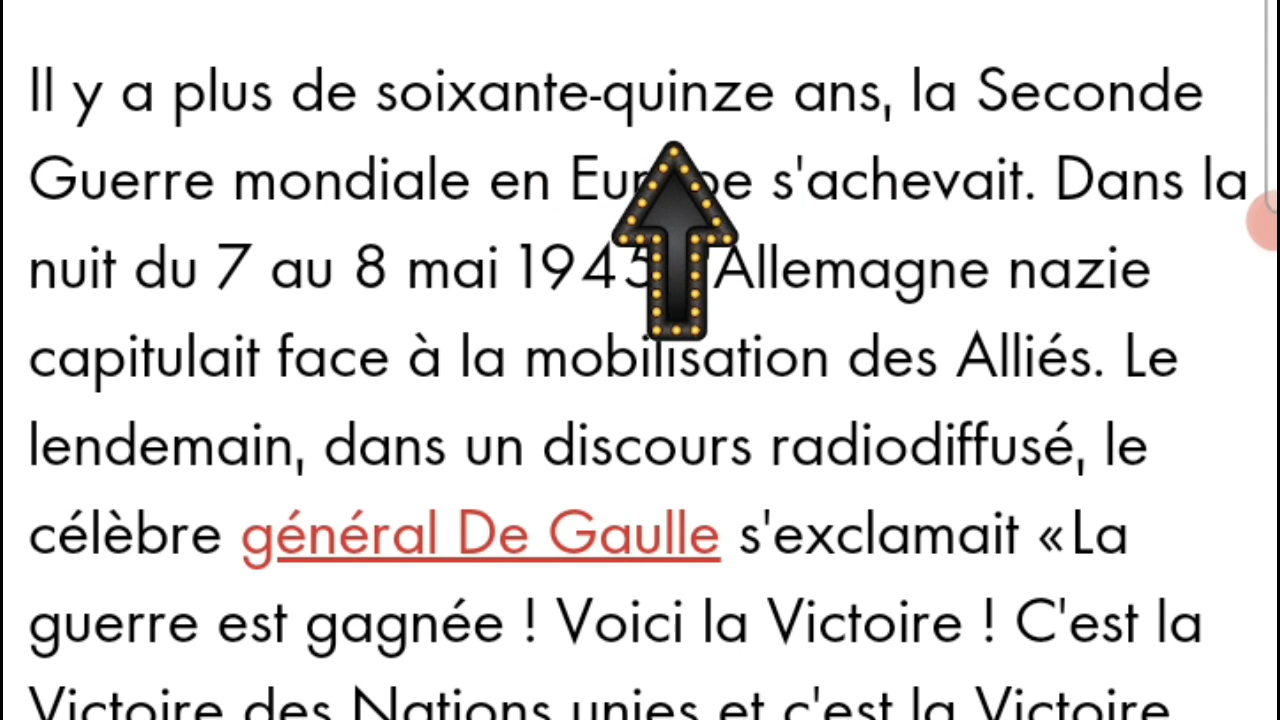 Il y a plus de soixante-quinze ans, la Seconde
Guerre mondiale en s'achevait. Dans la
nuit du 7 au 8 mai 1945 Allemagne nazie
capitulait face à la mobilisation des Alliés. Le
lendemain, dans un discours radiodiffusé, le
célèbre général De Gaulle s'exclamait « La
guerre est gagnée ! Voici la Victoire ! C'est la
Victoire des Nations unies et c'est la Victoire